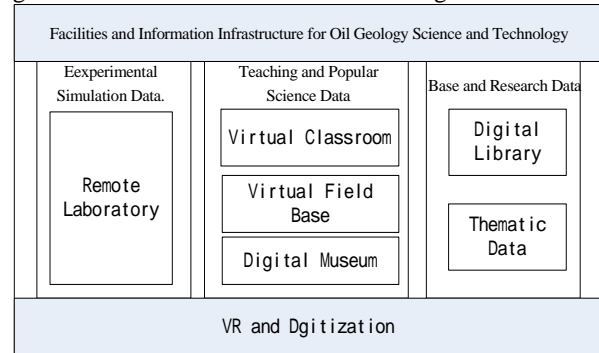 Facilities and Information Infrastructure for Oil Geology Science and Technology
Eexperimental
Simulation Data.
Remote
Laboratory
Teaching and Popular
Science Data
Virtual Classroom
Virtual Field
Base
Digital Museum
Base and Research Data
Digital
Library
Thematic
Data
VR and Dgitization